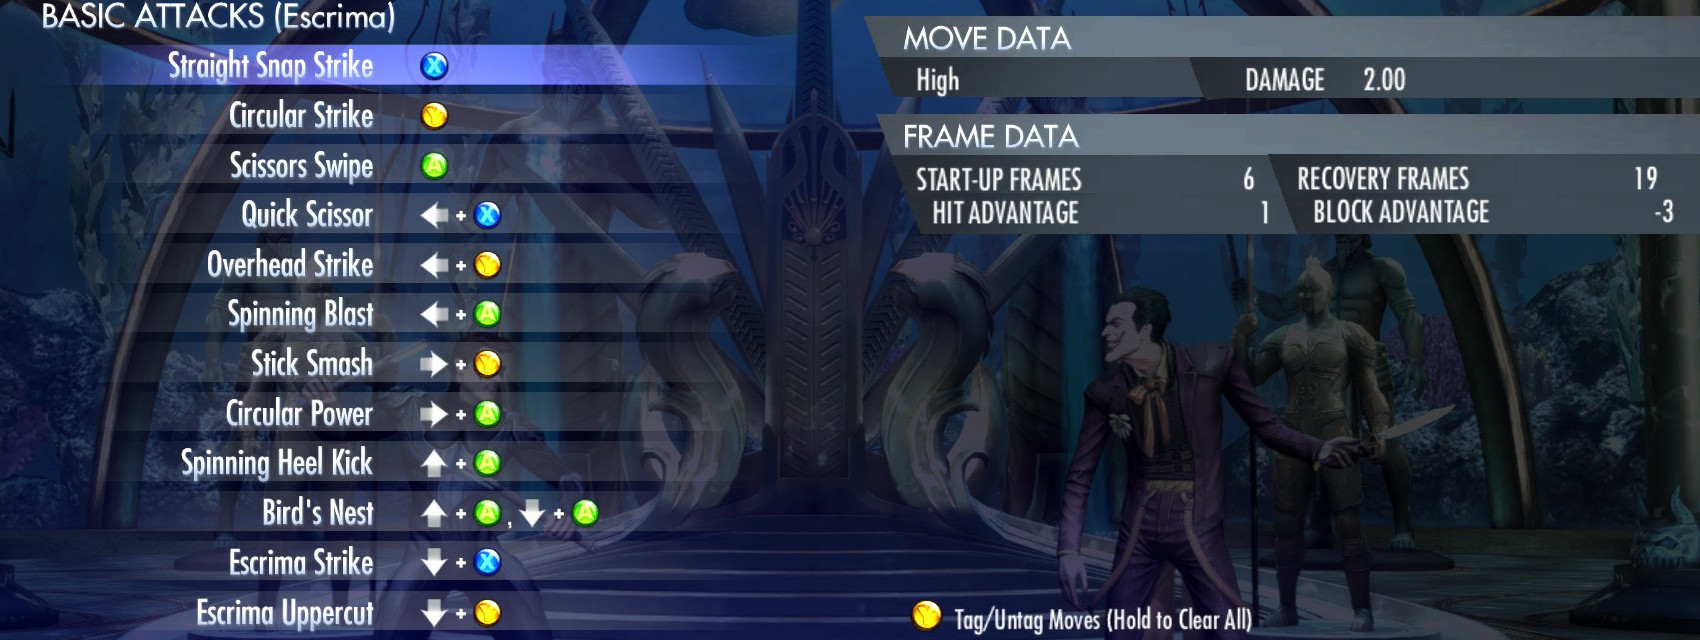 BASIC ATTACKS (Escrima)
Straight Snap Strike X
Circular Strike Y
Scissors Swipe A
Quick Scissor + X
Overhead Strike + Y
Spinning Blast + A
Stick Smash + Y
Circular Power + A
Spinning Heel Kick + A
Bird's Nest + A , + A
Escrima Strike + X
Escrima Uppercut + Y
MOVE DATA
High DAMAGE 2.00
FRAME DATA
START-UP FRAMES 6 RECOVERY FRAMES 19
HIT ADVANTAGE 1 BLOCK ADVANTAGE -3
Y Tag/Untag Moves (Hold to Clear All)